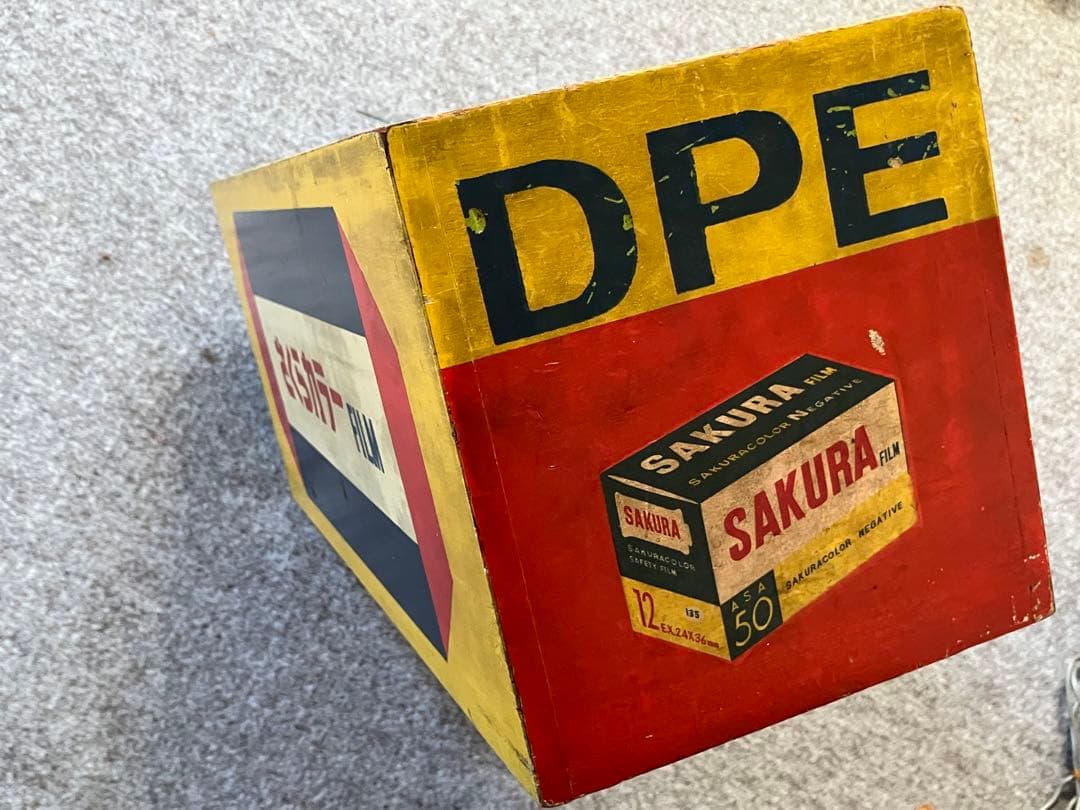 DPE
SAKURA FILM
SAKURACOLOR NEGATIVE
SAKURA FILM
SAKURACOLOR NEGATIVE
SAKURA
SAKURACOLOR
SAFETY FILM
12 EX.24X36mm
135
ASA
50
さくらカラー FILM